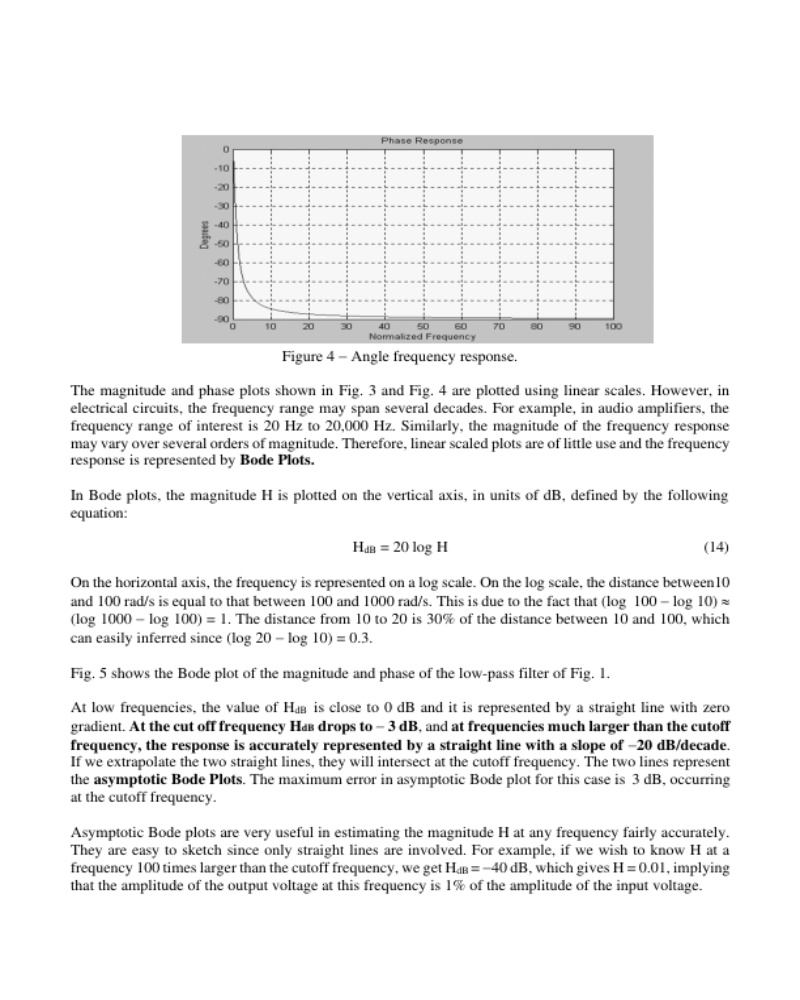 Phase Response
0
-10
-20
-30
-40
-50
-60
-70
-80
-90
Degrees
0 10 20 30 40 50 60 70 80 90 100
Normalized Frequency
Figure 4 – Angle frequency response.
The magnitude and phase plots shown in Fig. 3 and Fig. 4 are plotted using linear scales. However, in
electrical circuits, the frequency range may span several decades. For example, in audio amplifiers, the
frequency range of interest is 20 Hz to 20,000 Hz. Similarly, the magnitude of the frequency response
may vary over several orders of magnitude. Therefore, linear scaled plots are of little use and the frequency
response is represented by Bode Plots.
In Bode plots, the magnitude H is plotted on the vertical axis, in units of dB, defined by the following
equation:
HdB = 20 log H (14)
On the horizontal axis, the frequency is represented on a log scale. On the log scale, the distance between10
and 100 rad/s is equal to that between 100 and 1000 rad/s. This is due to the fact that (log 100 – log 10) ≈
(log 1000 – log 100) = 1. The distance from 10 to 20 is 30% of the distance between 10 and 100, which
can easily inferred since (log 20 – log 10) = 0.3.
Fig. 5 shows the Bode plot of the magnitude and phase of the low-pass filter of Fig. 1.
At low frequencies, the value of HdB is close to 0 dB and it is represented by a straight line with zero
gradient. At the cut off frequency HdB drops to – 3 dB, and at frequencies much larger than the cutoff
frequency, the response is accurately represented by a straight line with a slope of –20 dB/decade.
If we extrapolate the two straight lines, they will intersect at the cutoff frequency. The two lines represent
the asymptotic Bode Plots. The maximum error in asymptotic Bode plot for this case is 3 dB, occurring
at the cutoff frequency.
Asymptotic Bode plots are very useful in estimating the magnitude H at any frequency fairly accurately.
They are easy to sketch since only straight lines are involved. For example, if we wish to know H at a
frequency 100 times larger than the cutoff frequency, we get HdB = –40 dB, which gives H = 0.01, implying
that the amplitude of the output voltage at this frequency is 1% of the amplitude of the input voltage.